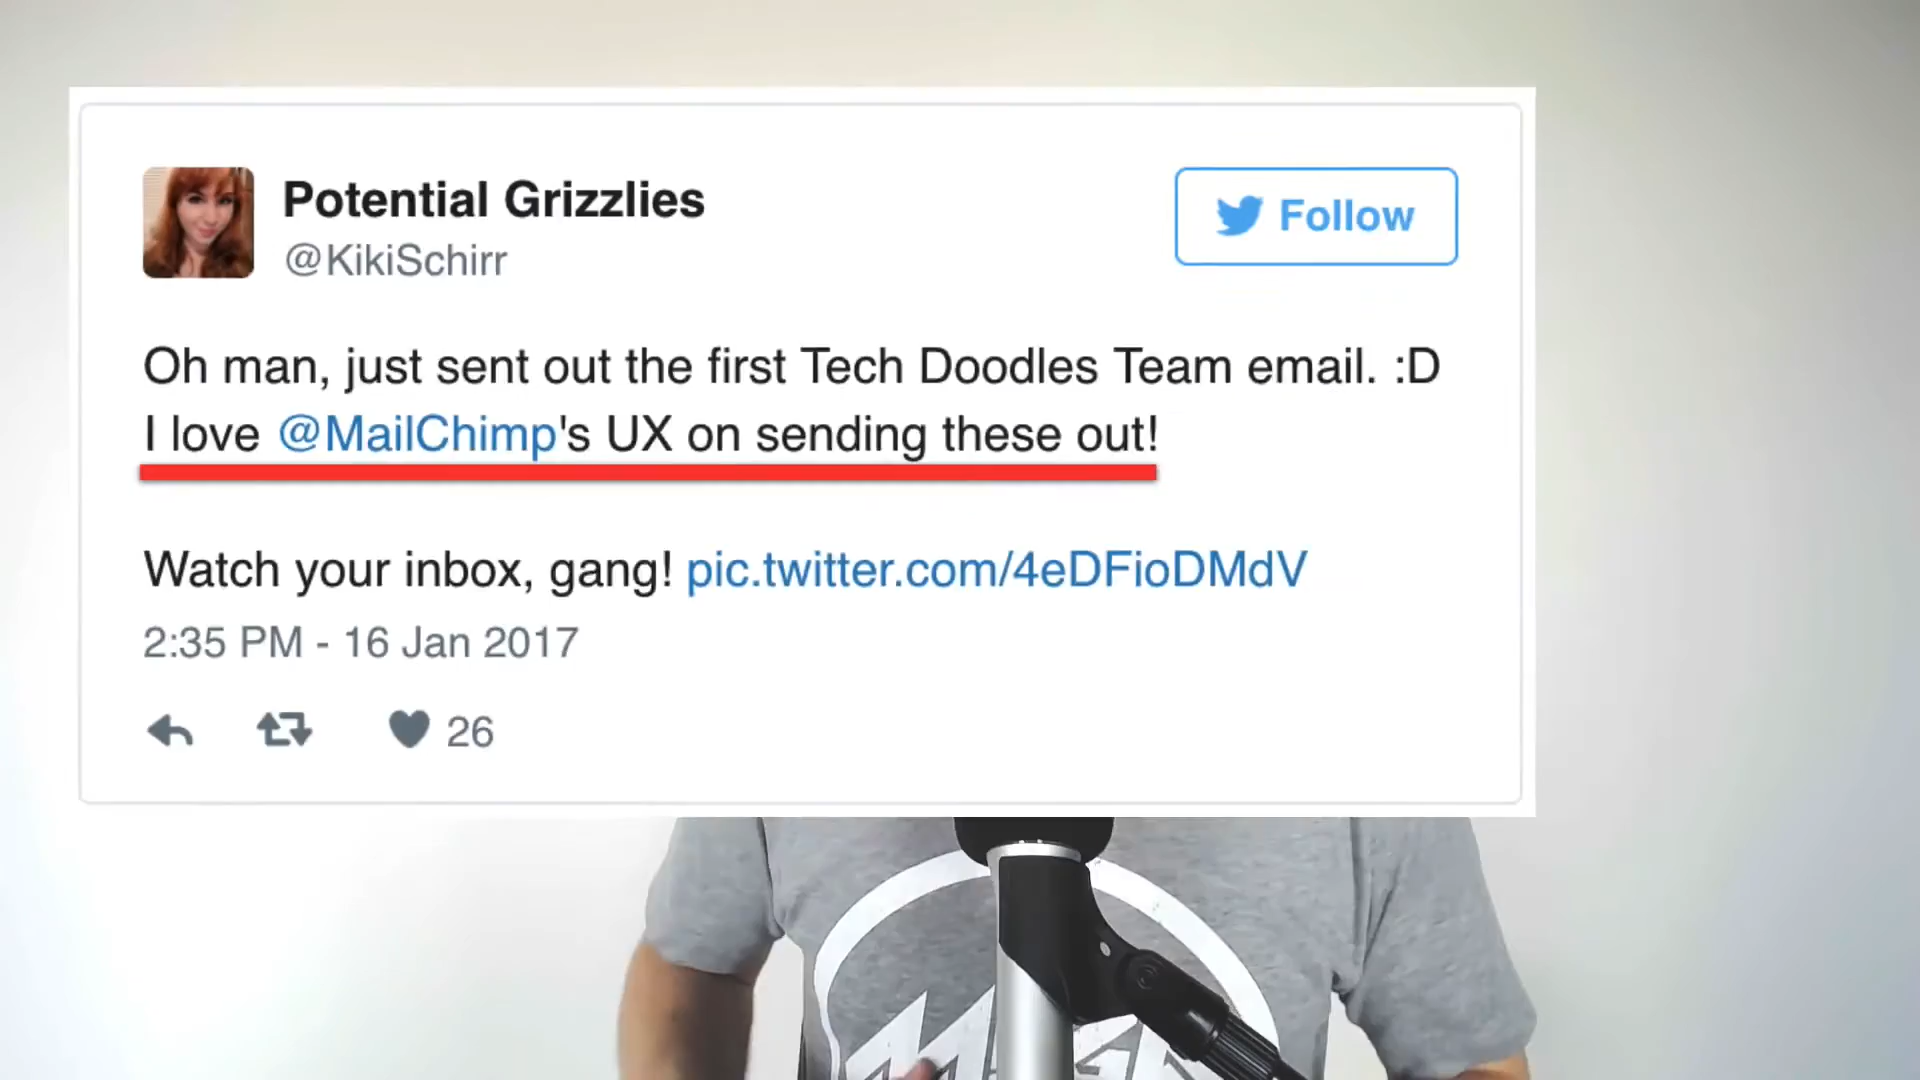 Potential Grizzlies
@KikiSchirr
Follow
Oh man, just sent out the first Tech Doodles Team email. :D
I love @MailChimp's UX on sending these out!
Watch your inbox, gang! pic.twitter.com/4eDFioDMdV
2:35 PM - 16 Jan 2017
26